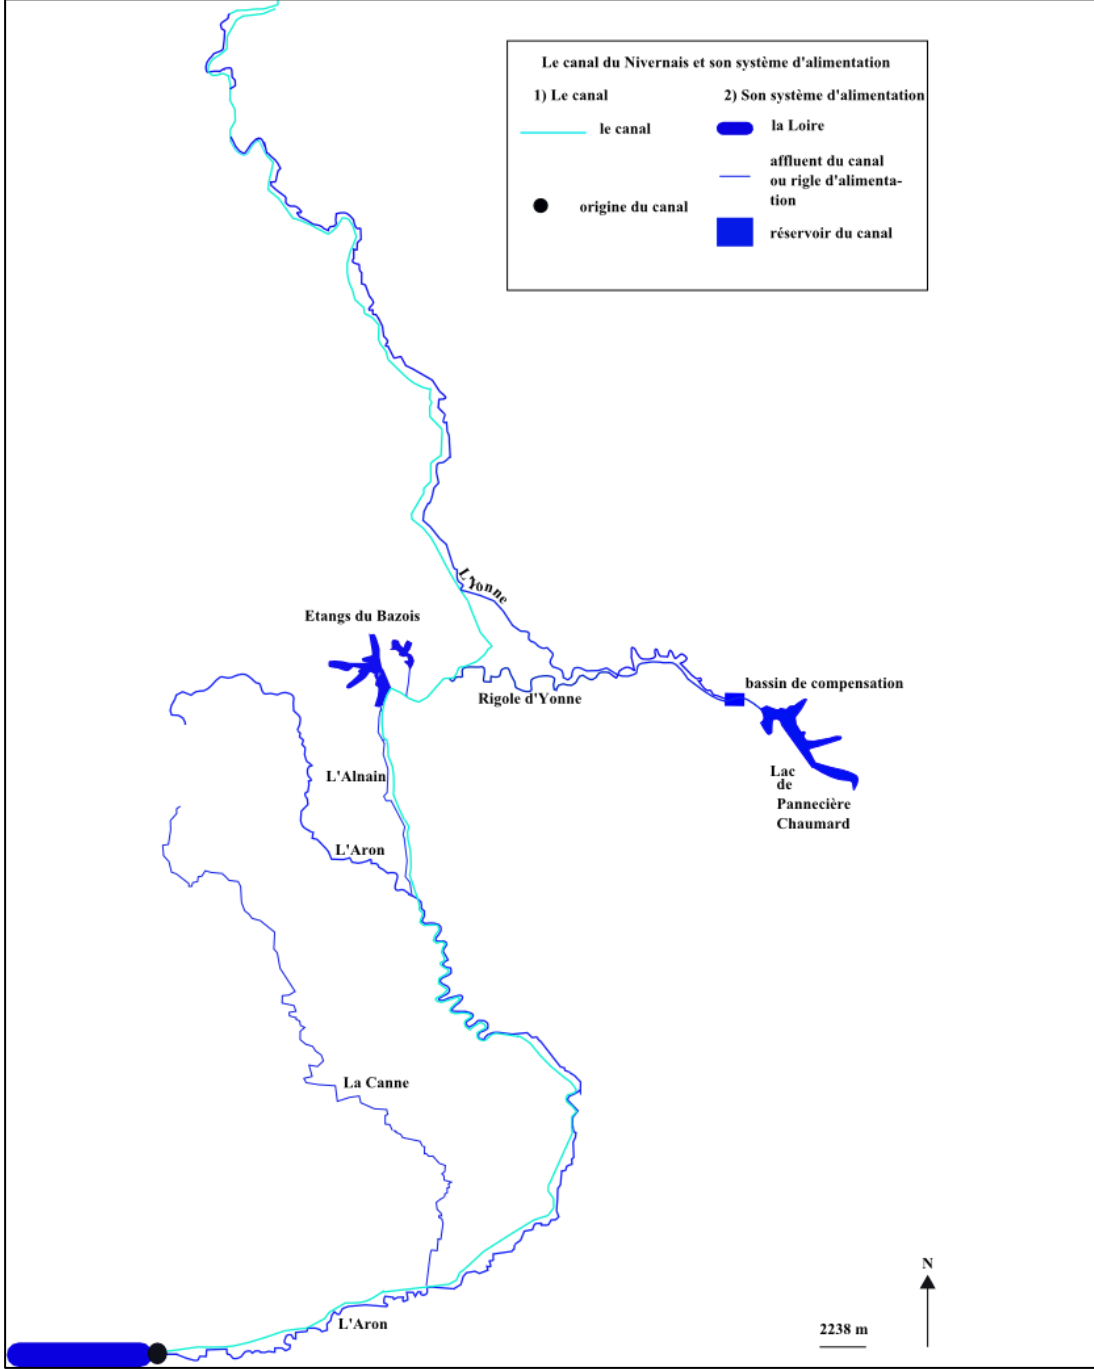 Le canal du Nivernais et son système d'alimentation
1) Le canal
le canal
origine du canal
2) Son système d'alimentation
la Loire
affluent du canal
ou rigle d'alimenta-
tion
réservoir du canal
L'Yonne
Etangs du Bazois
Rigole d'Yonne
bassin de compensation
Lac
de
Pannecière
Chaumard
L'Alnain
L'Aron
La Canne
L'Aron
N
2238 m